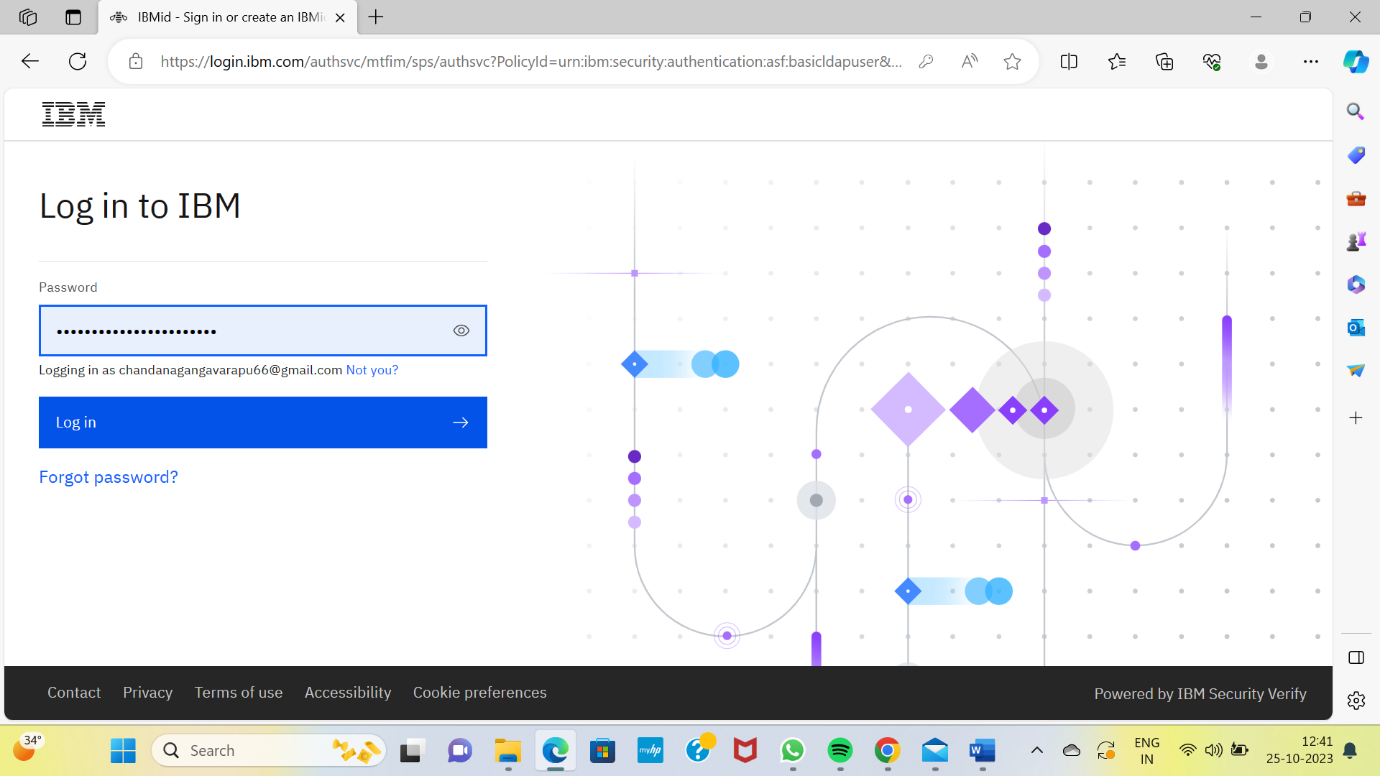 IBMid - Sign in or create an IBMi
https://login.ibm.com/authsvc/mtfim/sps/authsvc?PolicyId=urn:ibm:security:authentication:asf:basicldapuser&...
IBM
Log in to IBM
Password
Logging in as chandanagangavarapu66@gmail.com Not you?
Log in
Forgot password?
Contact Privacy Terms of use Accessibility Cookie preferences
Powered by IBM Security Verify
34°
Search
myhp
ENG
IN
12:41
25-10-2023